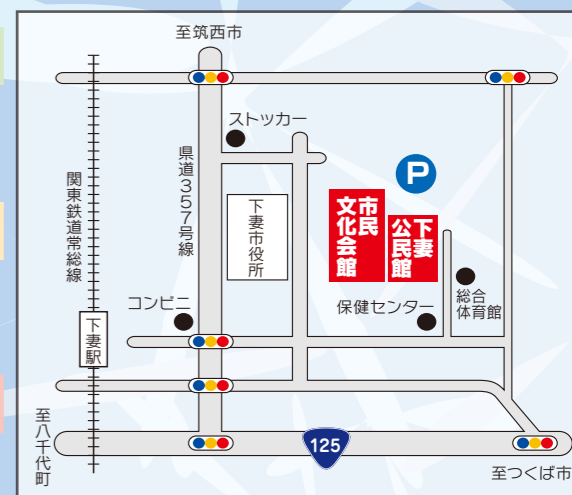 至筑西市
ストッカー
県道357号線
関東鉄道常総線
下妻市役所
P
市民
文化会館
下妻
公民館
総合
体育館
保健センター
コンビニ
下妻駅
至八千代町
125
至つくば市